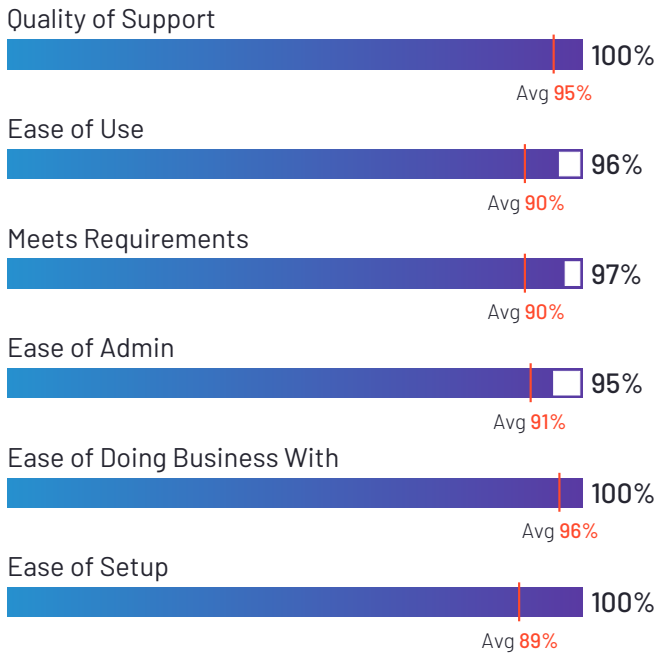 Quality of Support
100%
Avg 95%
Ease of Use
96%
Avg 90%
Meets Requirements
97%
Avg 90%
Ease of Admin
95%
Avg 91%
Ease of Doing Business With
100%
Avg 96%
Ease of Setup
100%
Avg 89%